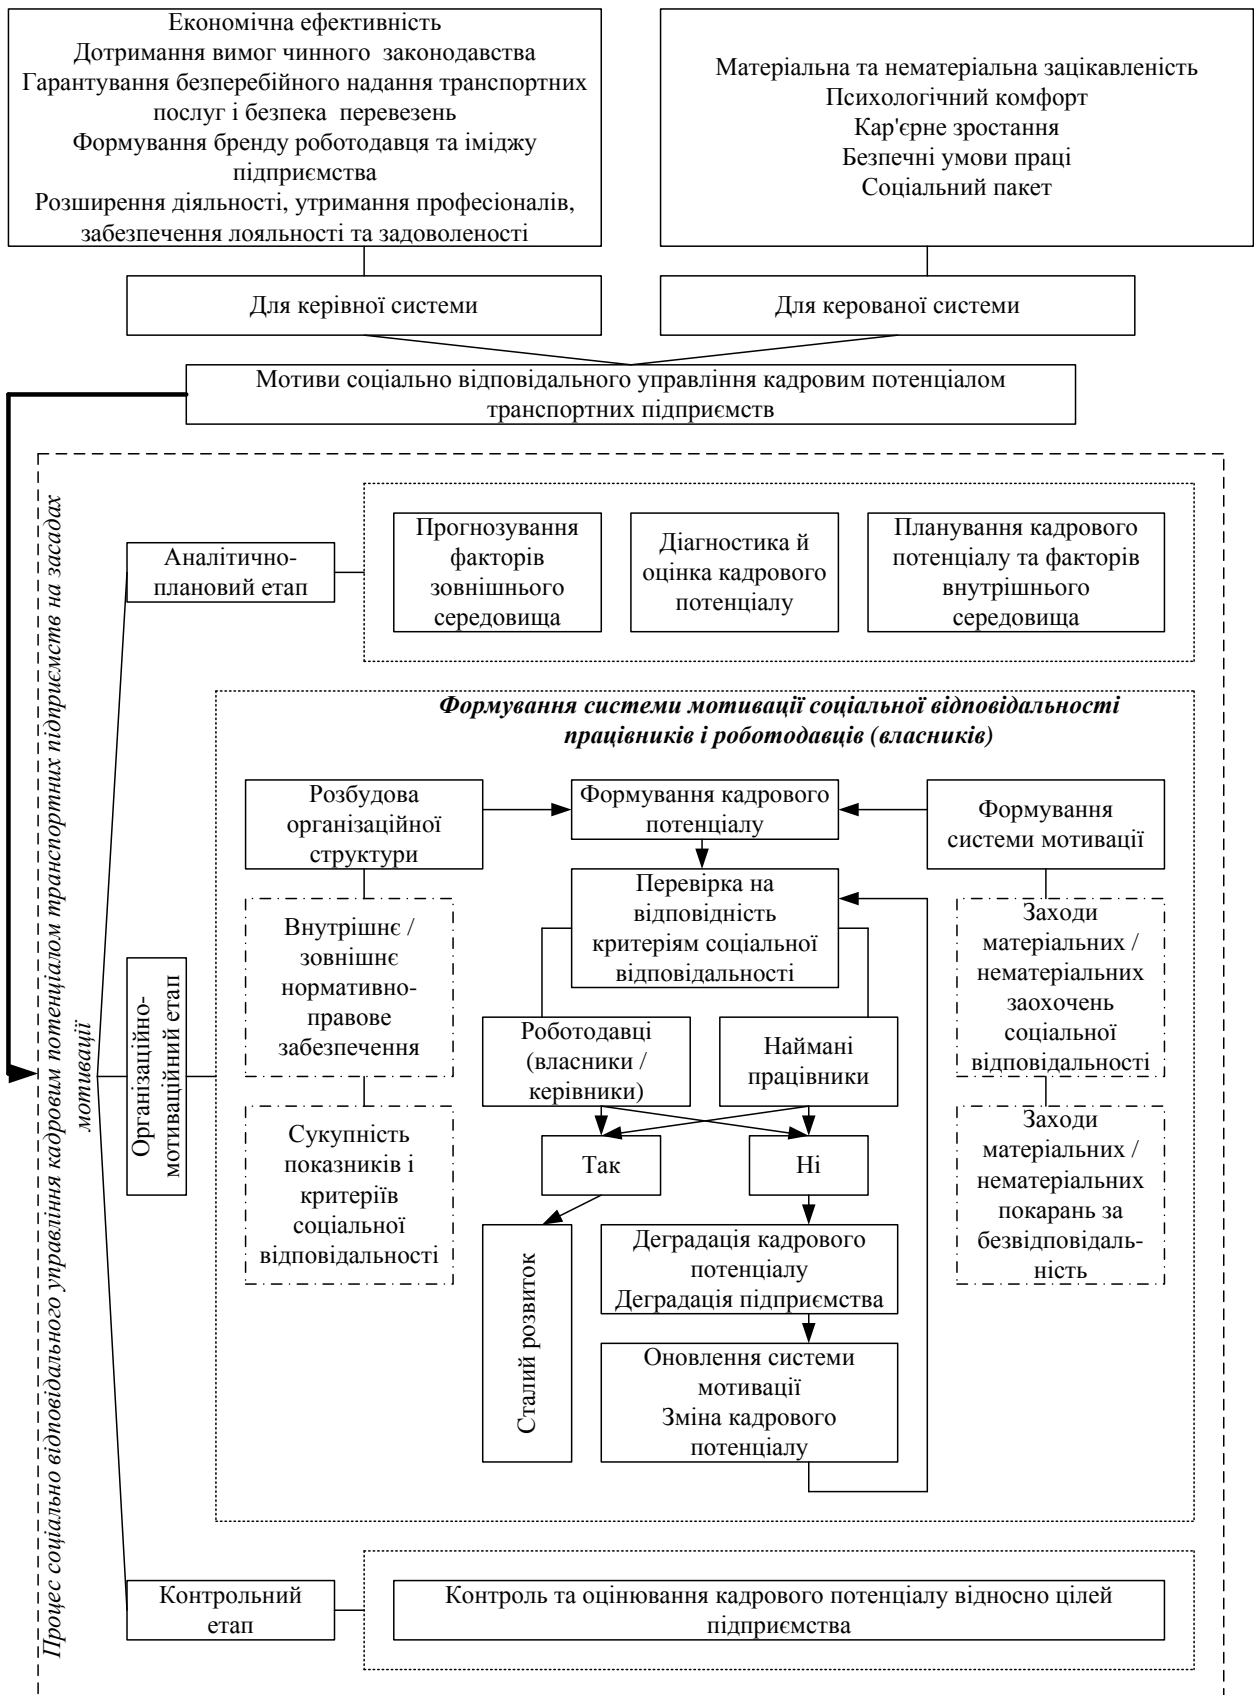 Економічна ефективність
Дотримання вимог чинного законодавства
Гарантування безперебійного надання транспортних
послуг і безпека перевезень
Формування бренду роботодавця та іміджу
підприємства
Розширення діяльності, утримання професіоналів,
забезпечення лояльності та задоволеності
Матеріальна та нематеріальна зацікавленість
Психологічний комфорт
Кар'єрне зростання
Безпечні умови праці
Соціальний пакет
Для керівної системи
Для керованої системи
Мотиви соціально відповідального управління кадровим потенціалом
транспортних підприємств
Процес соціально відповідального управління кадровим потенціалом транспортних підприємств на засадах
мотивації
Аналітично-
плановий етап
Прогнозування
факторів
зовнішнього
середовища
Діагностика й
оцінка кадрового
потенціалу
Планування кадрового
потенціалу та факторів
внутрішнього
середовища
Організаційно-
мотиваційний етап
Формування системи мотивації соціальної відповідальності
працівників і роботодавців (власників)
Розбудова
організаційної
структури
Формування кадрового
потенціалу
Формування
системи мотивації
Внутрішнє /
зовнішнє
нормативно-
правове
забезпечення
Перевірка на
відповідність
критеріям соціальної
відповідальності
Заходи
матеріальних /
нематеріальних
заохочень
соціальної
відповідальності
Роботодавці
(власники /
керівники)
Наймані
працівники
Сукупність
показників і
критеріїв
соціальної
відповідальності
Так
Ні
Заходи
матеріальних /
нематеріальних
покарань за
безвідповідаль-
ність
Сталий розвиток
Деградація кадрового
потенціалу
Деградація підприємства
Оновлення системи
мотивації
Зміна кадрового
потенціалу
Контрольний
етап
Контроль та оцінювання кадрового потенціалу відносно цілей
підприємства